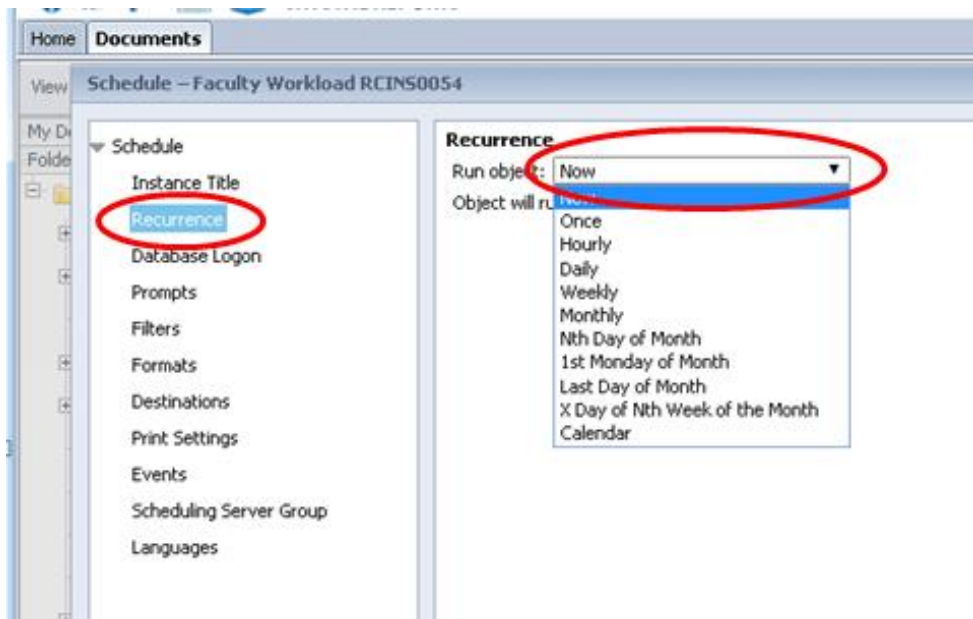 Home Documents
View Schedule – Faculty Workload RCINS0054
My D
Folde
Schedule
Instance Title
Recurrence
Database Logon
Prompts
Filters
Formats
Destinations
Print Settings
Events
Scheduling Server Group
Languages
Recurrence
Run object: Now
Object will ru
Now
Once
Hourly
Daily
Weekly
Monthly
Nth Day of Month
1st Monday of Month
Last Day of Month
X Day of Nth Week of the Month
Calendar